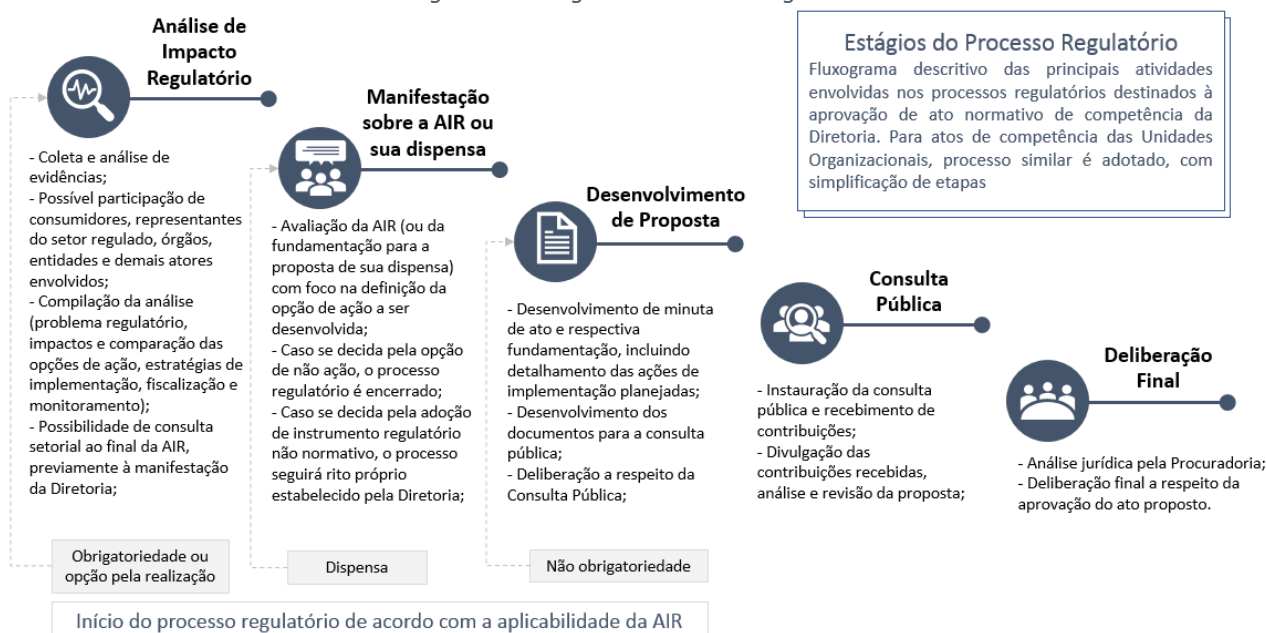 Análise de
Impacto
Regulatório
- Coleta e análise de
evidências;
- Possível participação de
consumidores, representantes
do setor regulado, órgãos,
entidades e demais atores
envolvidos;
- Compilação da análise
(problema regulatório,
impactos e comparação das
opções de ação, estratégias de
implementação, fiscalização e
monitoramento);
- Possibilidade de consulta
setorial ao final da AIR,
previamente à manifestação
da Diretoria;
Manifestação
sobre a AIR ou
sua dispensa
- Avaliação da AIR (ou da
fundamentação para a
proposta de sua dispensa)
com foco na definição da
opção de ação a ser
desenvolvida;
- Caso se decida pela opção
de não ação, o processo
regulatório é encerrado;
- Caso se decida pela adoção
de instrumento regulatório
não normativo, o processo
seguirá rito próprio
estabelecido pela Diretoria;
Desenvolvimento
de Proposta
- Desenvolvimento de minuta
de ato e respectiva
fundamentação, incluindo
detalhamento das ações de
implementação planejadas;
- Desenvolvimento dos
documentos para a consulta
pública;
- Deliberação a respeito da
Consulta Pública;
Consulta
Pública
- Instauração da consulta
pública e recebimento de
contribuições;
- Divulgação das
contribuições recebidas,
análise e revisão da proposta;
Deliberação
Final
- Análise jurídica pela Procuradoria;
- Deliberação final a respeito da
aprovação do ato proposto.
Estágios do Processo Regulatório
Fluxograma descritivo das principais atividades
envolvidas nos processos regulatórios destinados à
aprovação de ato normativo de competência da
Diretoria. Para atos de competência das Unidades
Organizacionais, processo similar é adotado, com
simplificação de etapas
Obrigatoriedade ou
opção pela realização
Dispensa
Não obrigatoriedade
Início do processo regulatório de acordo com a aplicabilidade da AIR